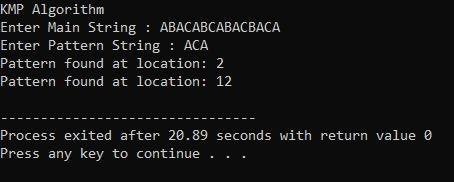 KMP Algorithm
Enter Main String : ABACABCABACBACA
Enter Pattern String : ACA
Pattern found at location: 2
Pattern found at location: 12
--------------------------------
Process exited after 20.89 seconds with return value 0
Press any key to continue . . .